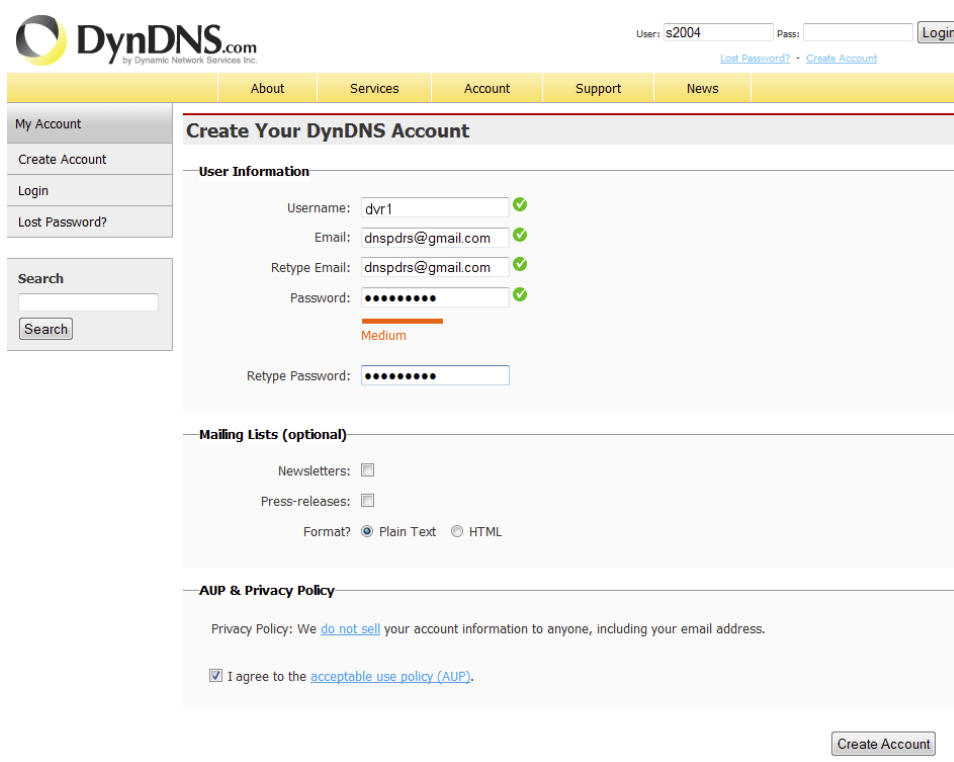 DynDNS.com
by Dynamic Network Services Inc.
User: s2004 Pass: Login
Lost Password? - Create Account
About Services Account Support News
My Account
Create Account
Login
Lost Password?
Search
Search
Create Your DynDNS Account
User Information
Username: dvr1
Email: dnspdrs@gmail.com
Retype Email: dnspdrs@gmail.com
Password: •••••••••
Medium
Retype Password: •••••••••
Mailing Lists (optional)
Newsletters:
Press-releases:
Format? Plain Text HTML
AUP & Privacy Policy
Privacy Policy: We do not sell your account information to anyone, including your email address.
I agree to the acceptable use policy (AUP).
Create Account